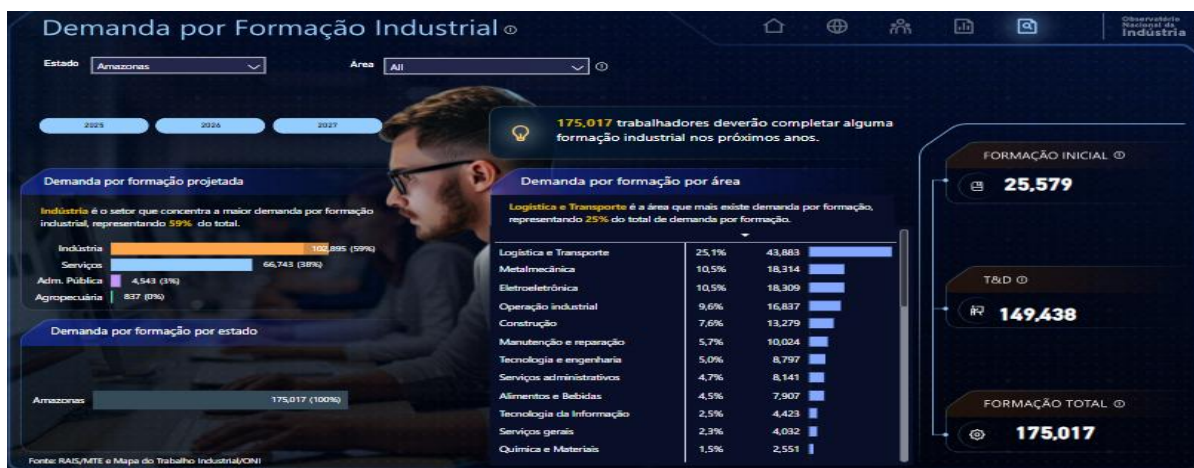 Demanda por Formação Industrial
Observatório
Nacional da
Indústria
Estado
Amazonas
Área
All
2025
2026
2027
175,017 trabalhadores deverão completar alguma
formação industrial nos próximos anos.
Demanda por formação projetada
Indústria é o setor que concentra a maior demanda por formação
industrial, representando 59% do total.
Indústria 102,895 (59%)
Serviços 66,743 (38%)
Adm. Pública 4,543 (3%)
Agropecuária 837 (0%)
Demanda por formação por estado
Amazonas 175,017 (100%)
Fonte: RAIS/MTE e Mapa do Trabalho Industrial/ONI
Demanda por formação por área
Logística e Transporte é a área que mais existe demanda por formação,
representando 25% do total de demanda por formação.
Logística e Transporte 25,1% 43,883
Metalmecânica 10,5% 18,314
Eletroeletrônica 10,5% 18,309
Operação industrial 9,6% 16,837
Construção 7,6% 13,279
Manutenção e reparação 5,7% 10,024
Tecnologia e engenharia 5,0% 8,797
Serviços administrativos 4,7% 8,141
Alimentos e Bebidas 4,5% 7,907
Tecnologia da Informação 2,5% 4,423
Serviços gerais 2,3% 4,032
Química e Materiais 1,5% 2,551
FORMAÇÃO INICIAL
25,579
T&D
149,438
FORMAÇÃO TOTAL
175,017